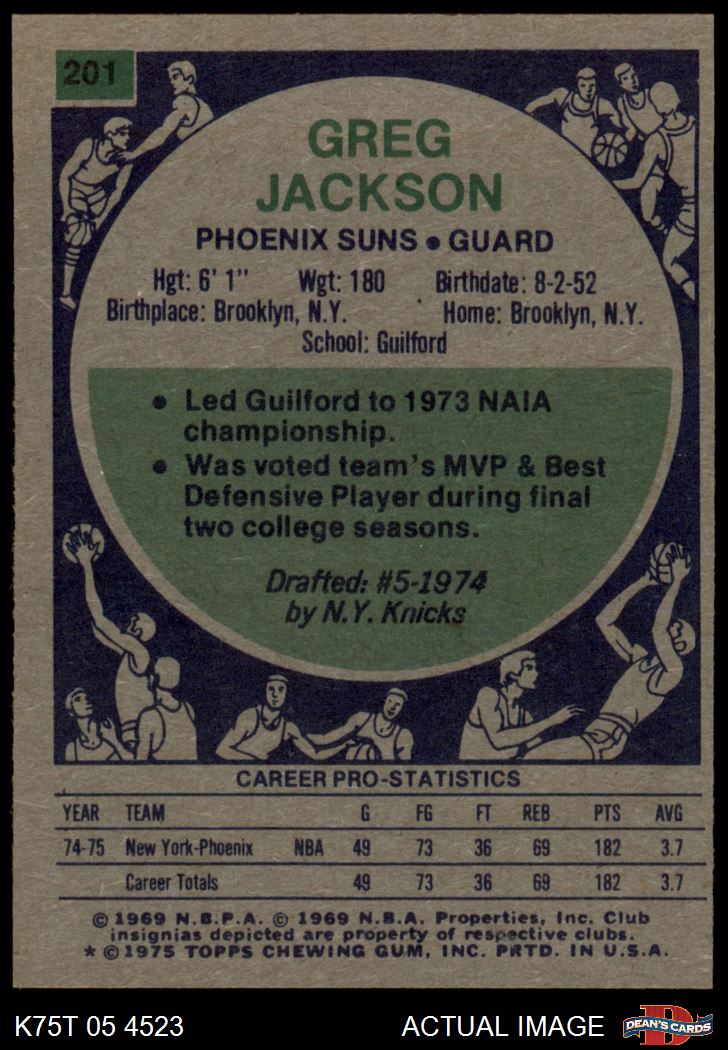 201
GREG
JACKSON
PHOENIX SUNS • GUARD
Hgt: 6' 1" Wgt: 180 Birthdate: 8-2-52
Birthplace: Brooklyn, N.Y. Home: Brooklyn, N.Y.
School: Guilford
• Led Guilford to 1973 NAIA
championship.
• Was voted team's MVP & Best
Defensive Player during final
two college seasons.
Drafted: #5-1974
by N.Y. Knicks
CAREER PRO-STATISTICS
YEAR TEAM G FG FT REB PTS AVG
74-75 New York-Phoenix NBA 49 73 36 69 182 3.7
Career Totals 49 73 36 69 182 3.7
© 1969 N.B.P.A. © 1969 N.B.A. Properties, Inc. Club
insignias depicted are property of respective clubs.
* © 1975 TOPPS CHEWING GUM, INC. PRTD. IN U.S.A.
K75T 05 4523 ACTUAL IMAGE D DEAN'S CARDS